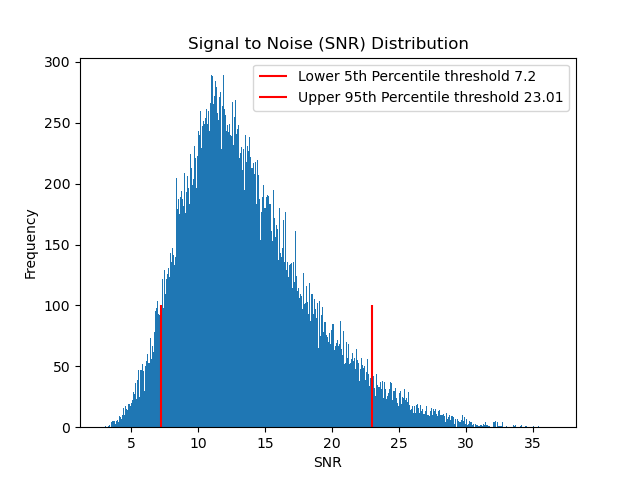 Signal to Noise (SNR) Distribution
Lower 5th Percentile threshold 7.2
Upper 95th Percentile threshold 23.01
300
250
200
150
100
50
0
Frequency
5 10 15 20 25 30 35
SNR